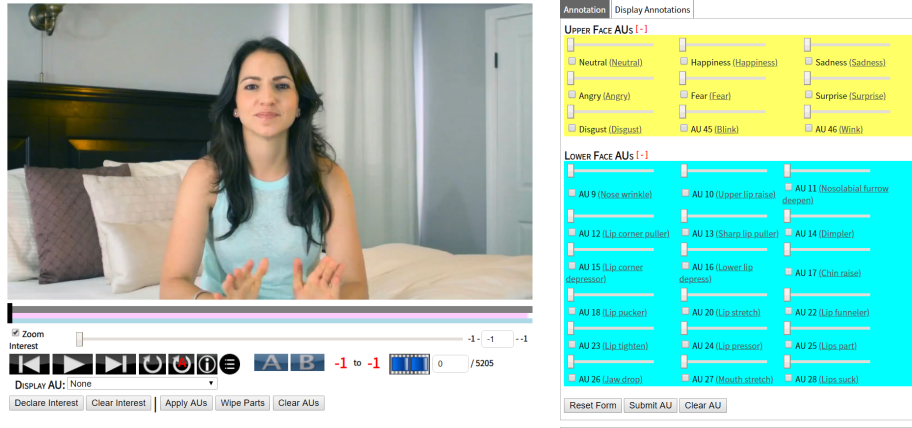 Annotation Display Annotations
UPPER FACE AUS [-]
Neutral (Neutral) Happiness (Happiness) Sadness (Sadness)
Angry (Angry) Fear (Fear) Surprise (Surprise)
Disgust (Disgust) AU 45 (Blink) AU 46 (Wink)
LOWER FACE AUS [-]
AU 9 (Nose wrinkle) AU 10 (Upper lip raise) AU 11 (Nosolabial furrow
deepen)
AU 12 (Lip corner puller) AU 13 (Sharp lip puller) AU 14 (Dimpler)
AU 15 (Lip corner
depressor) AU 16 (Lower lip
depress) AU 17 (Chin raise)
AU 18 (Lip pucker) AU 20 (Lip stretch) AU 22 (Lip funneler)
AU 23 (Lip tighten) AU 24 (Lip pressor) AU 25 (Lips part)
AU 26 (Jaw drop) AU 27 (Mouth stretch) AU 28 (Lips suck)
Reset Form Submit AU Clear AU
Zoom
Interest -1 - -1 - -1
A B -1 to -1 0 / 5205
DISPLAY AU: None
Declare Interest Clear Interest Apply AUs Wipe Parts Clear AUs